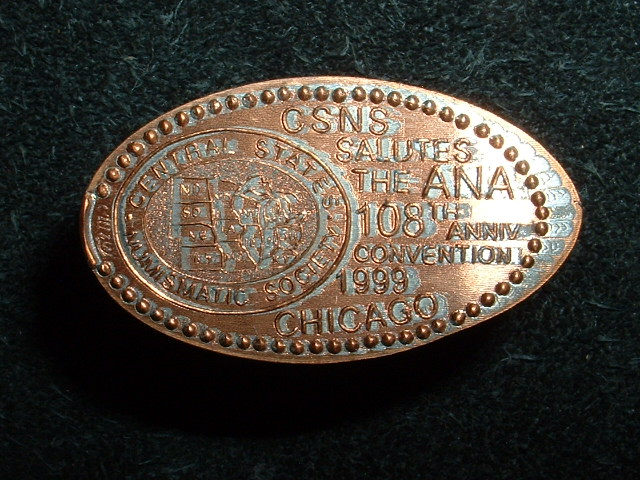 CSNS
SALUTES
THE ANA
108TH ANNIV.
CONVENTION
1999
CHICAGO
CENTRAL STATES
NUMISMATIC SOCIETY